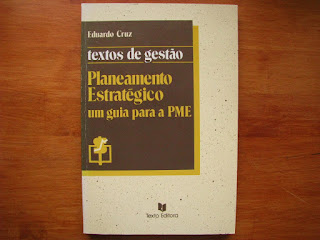 Eduardo Cruz
textos de gestão
Planeamento
Estratégico
um guia para a PME
Texto Editora